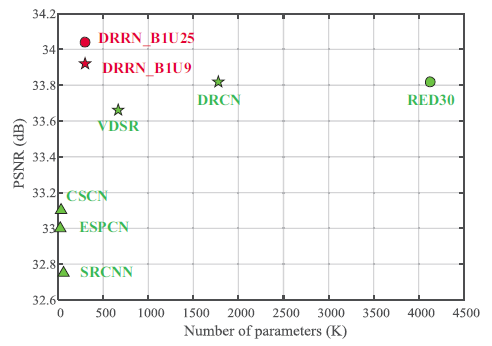 34.2
34
33.8
33.6
33.4
33.2
33
32.8
32.6
PSNR (dB)
DRRN_B1U25
DRRN_B1U9
DRCN
RED30
VDSR
CSCN
ESPCN
SRCNN
0 500 1000 1500 2000 2500 3000 3500 4000 4500
Number of parameters (K)